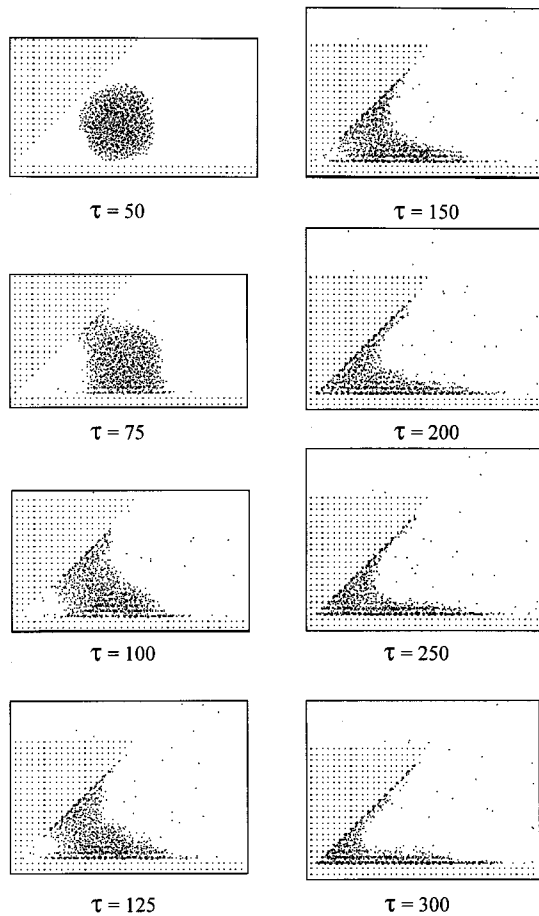 τ = 50
τ = 75
τ = 100
τ = 125
τ = 150
τ = 200
τ = 250
τ = 300